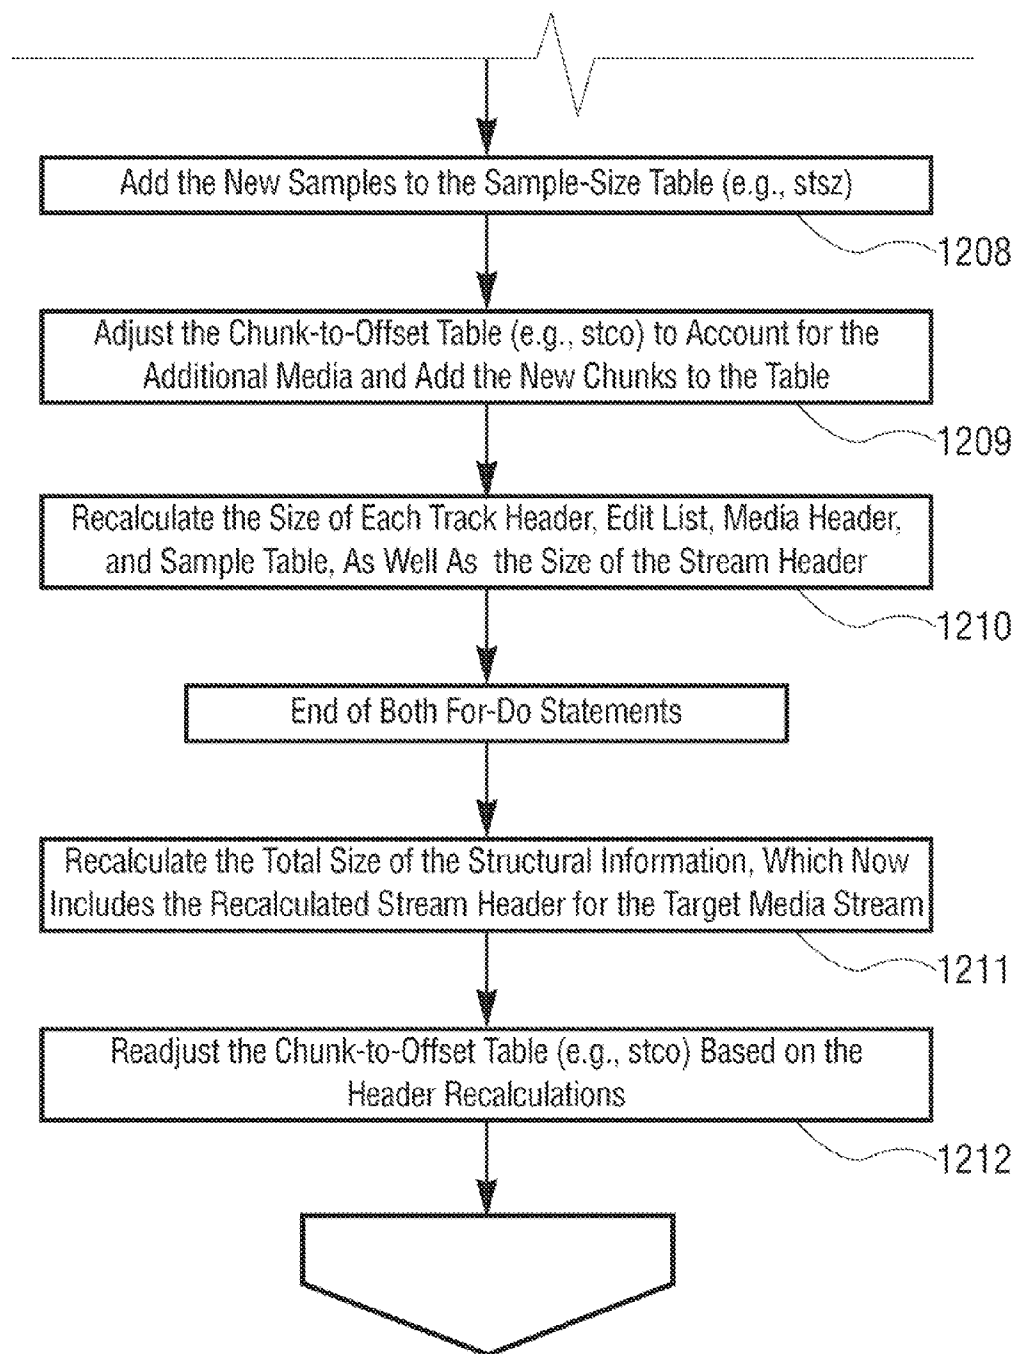 Add the New Samples to the Sample-Size Table (e.g., stsz)
1208
Adjust the Chunk-to-Offset Table (e.g., stco) to Account for the
Additional Media and Add the New Chunks to the Table
1209
Recalculate the Size of Each Track Header, Edit List, Media Header,
and Sample Table, As Well As the Size of the Stream Header
1210
End of Both For-Do Statements
Recalculate the Total Size of the Structural Information, Which Now
Includes the Recalculated Stream Header for the Target Media Stream
1211
Readjust the Chunk-to-Offset Table (e.g., stco) Based on the
Header Recalculations
1212